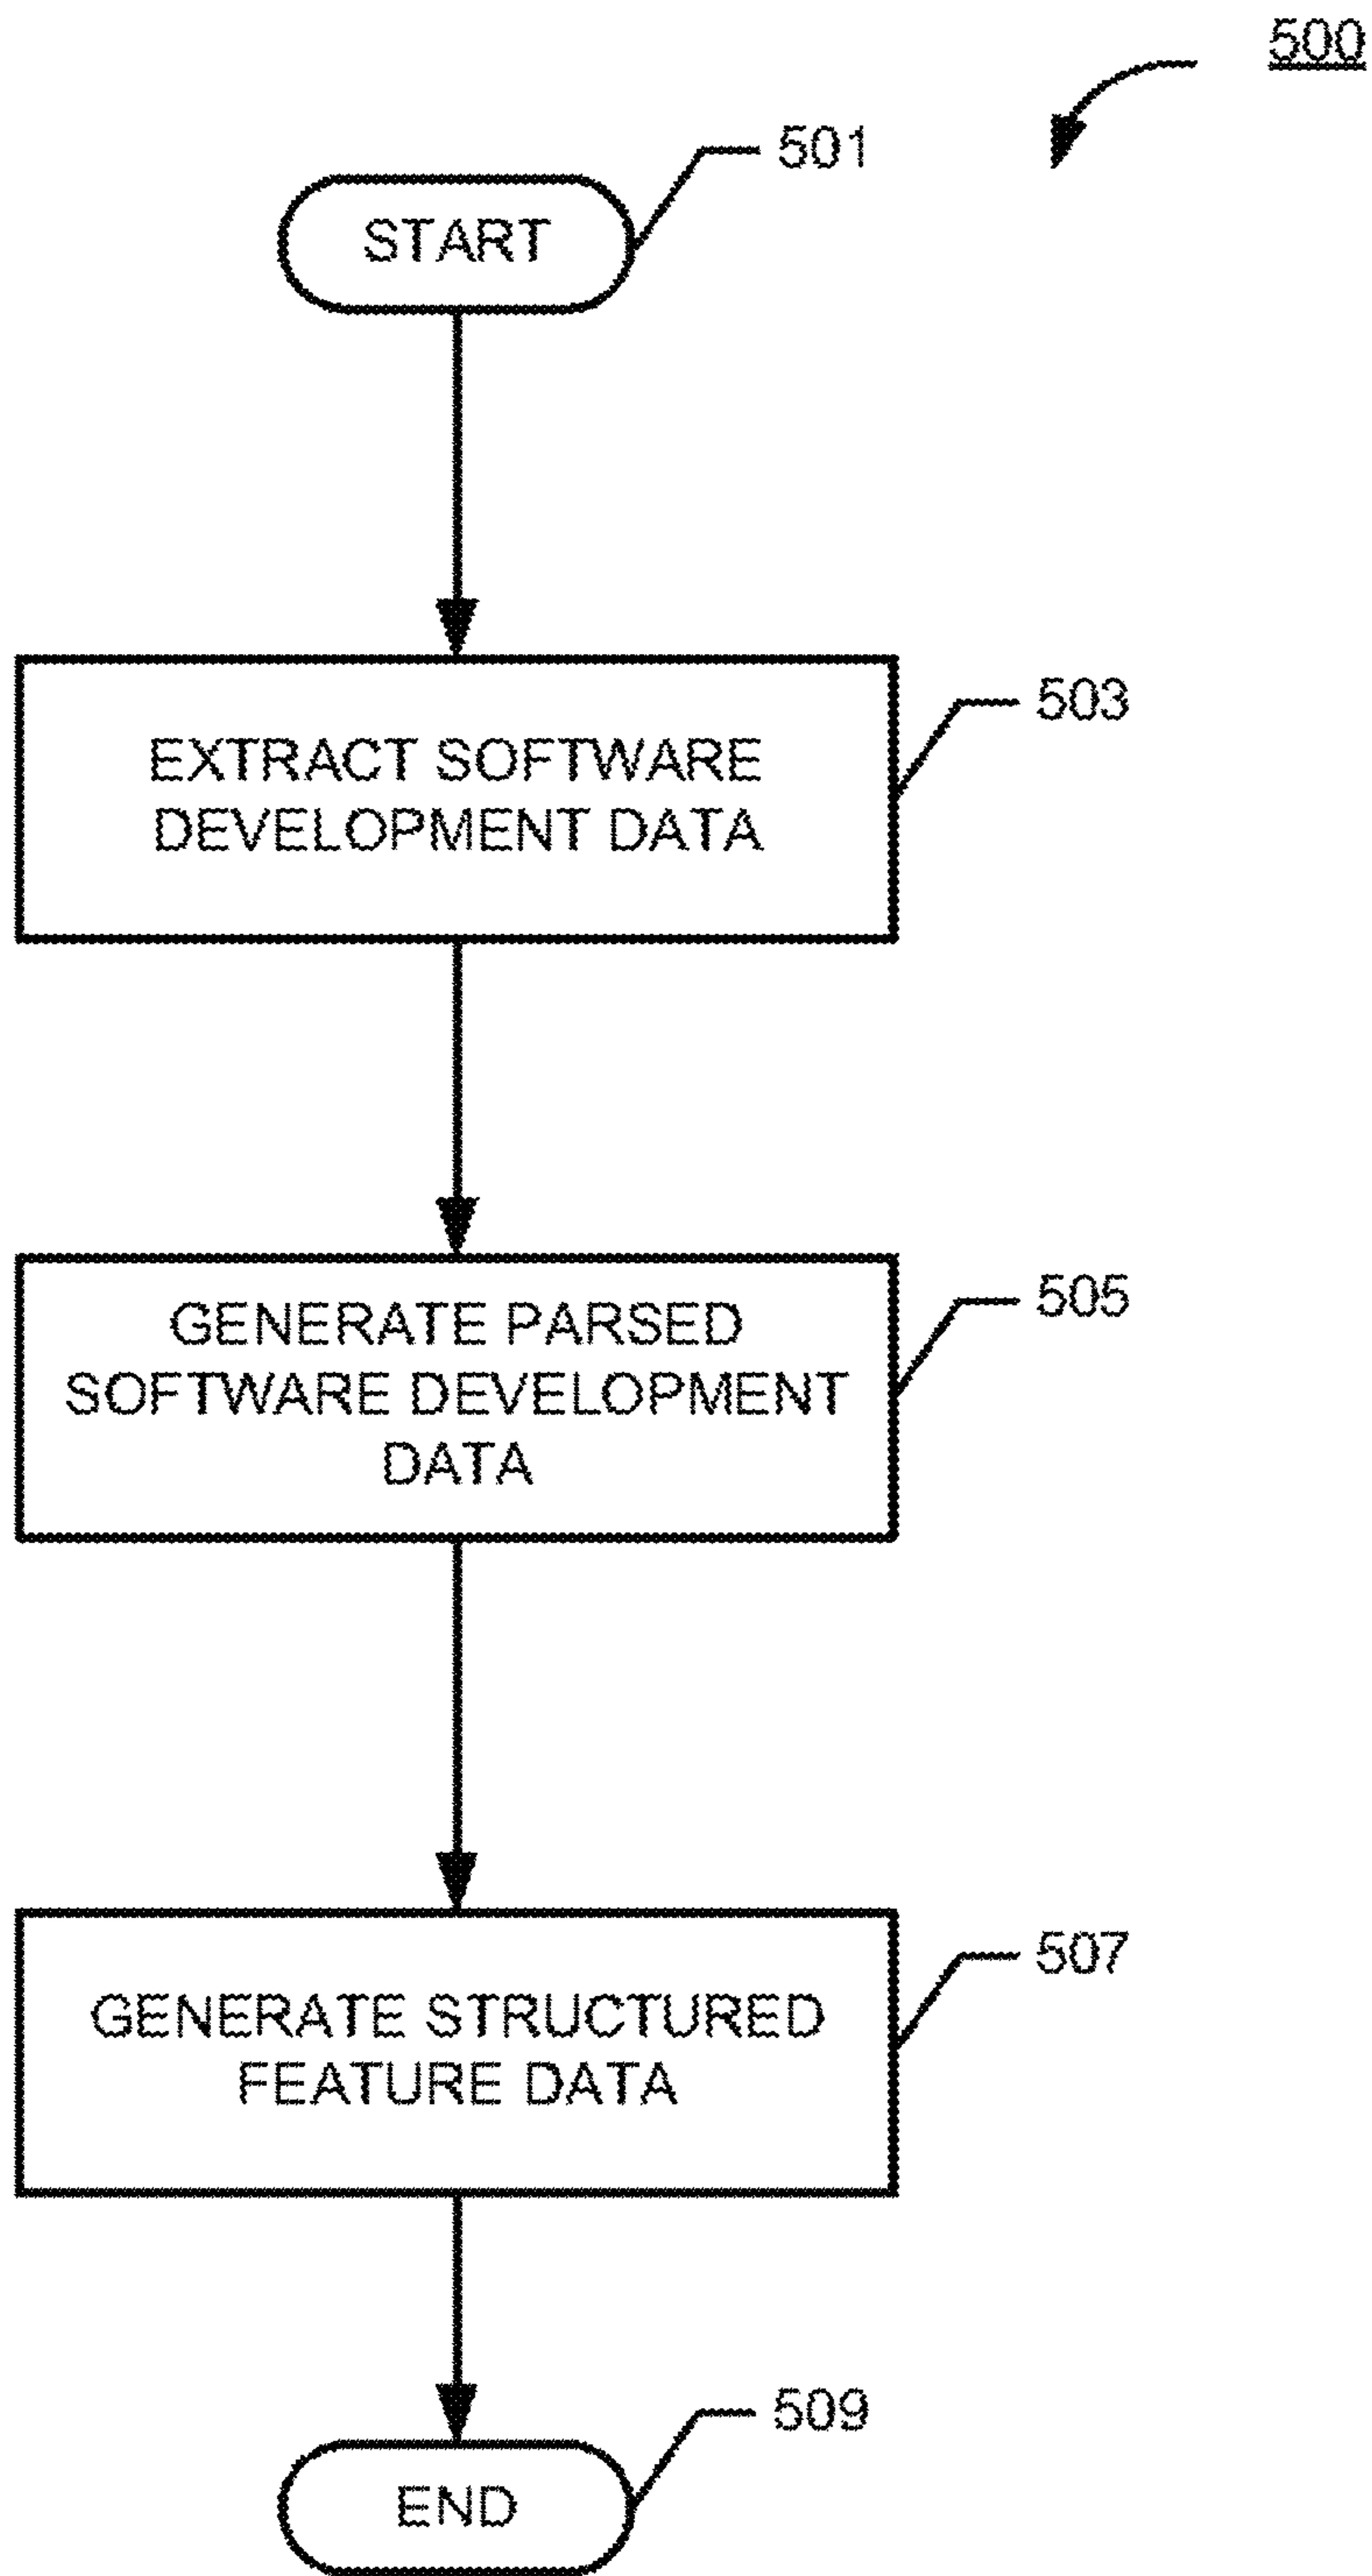 500
501
START
503
EXTRACT SOFTWARE
DEVELOPMENT DATA
505
GENERATE PARSED
SOFTWARE DEVELOPMENT
DATA
507
GENERATE STRUCTURED
FEATURE DATA
509
END